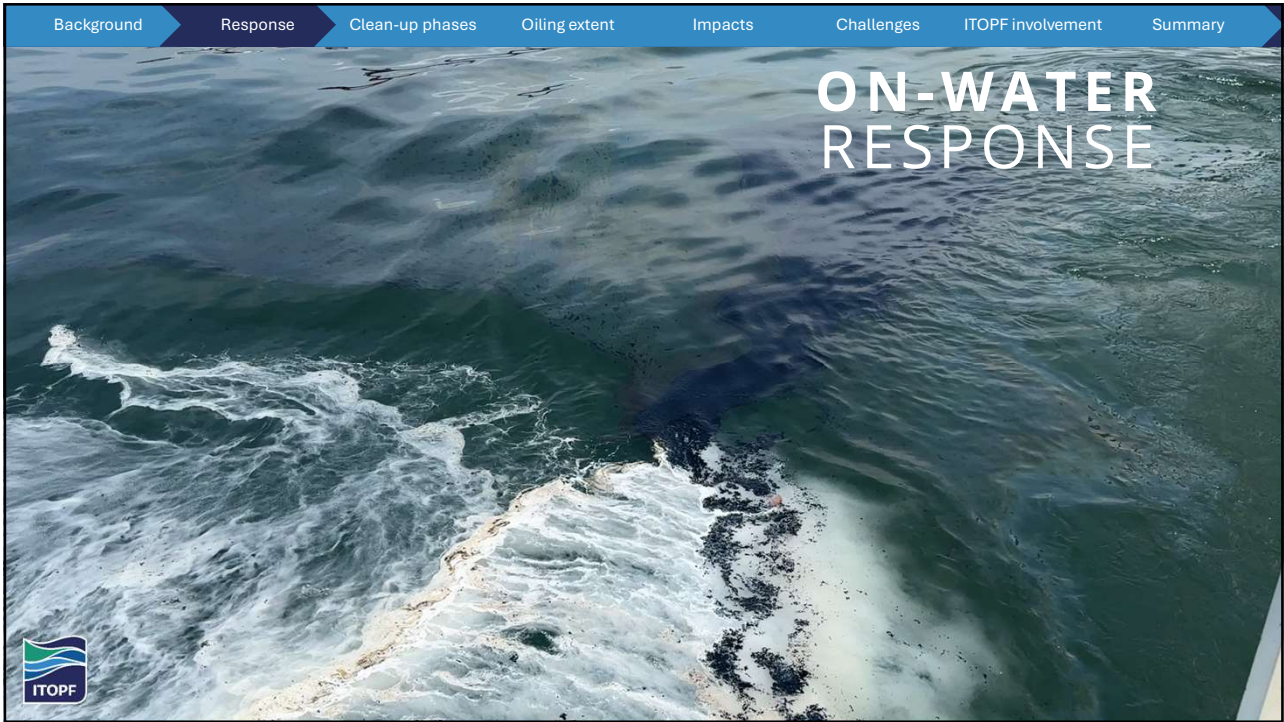 Background Response Clean-up phases Oiling extent Impacts Challenges ITOPF involvement Summary
ON-WATER
RESPONSE
ITOPF